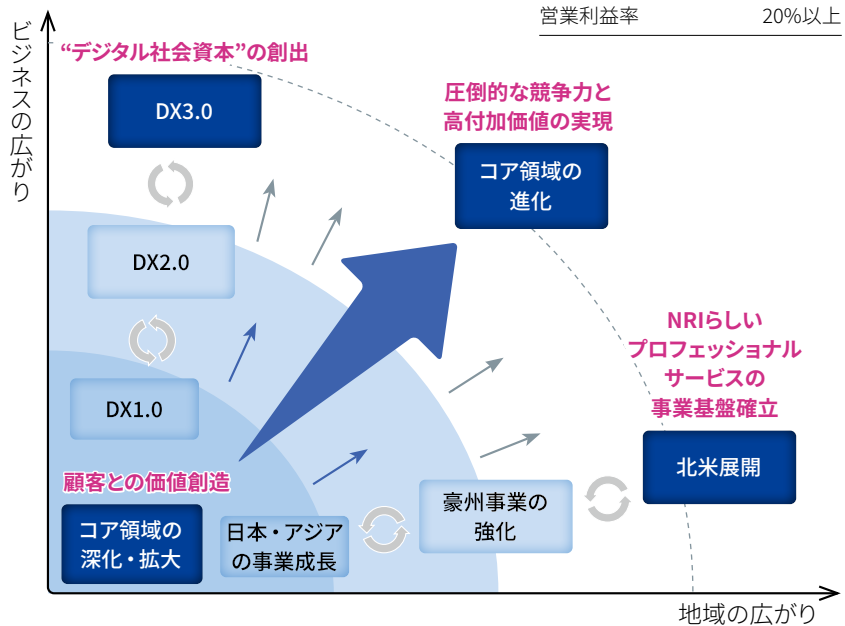 営業利益率 20%以上
ビジネスの広がり
“デジタル社会資本”の創出
DX3.0
圧倒的な競争力と
高付加価値の実現
コア領域の
進化
DX2.0
NRIらしい
プロフェッショナル
サービスの
事業基盤確立
DX1.0
北米展開
顧客との価値創造
コア領域の
深化・拡大
日本・アジア
の事業成長
豪州事業の
強化
地域の広がり